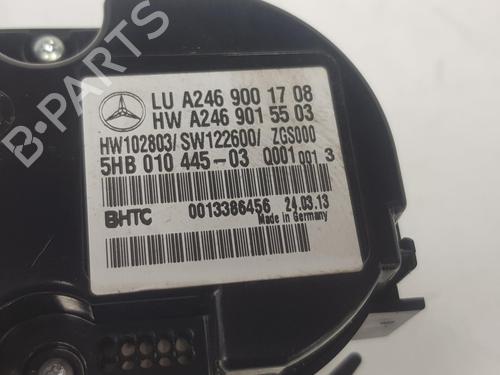 LU A246 900 17 08
HW A246 901 55 03
HW102803/SW122600/ ZGS000
5HB 010 445-03 Q001 001 3
BHTC 0013386456 24.03.13
Made in Germany